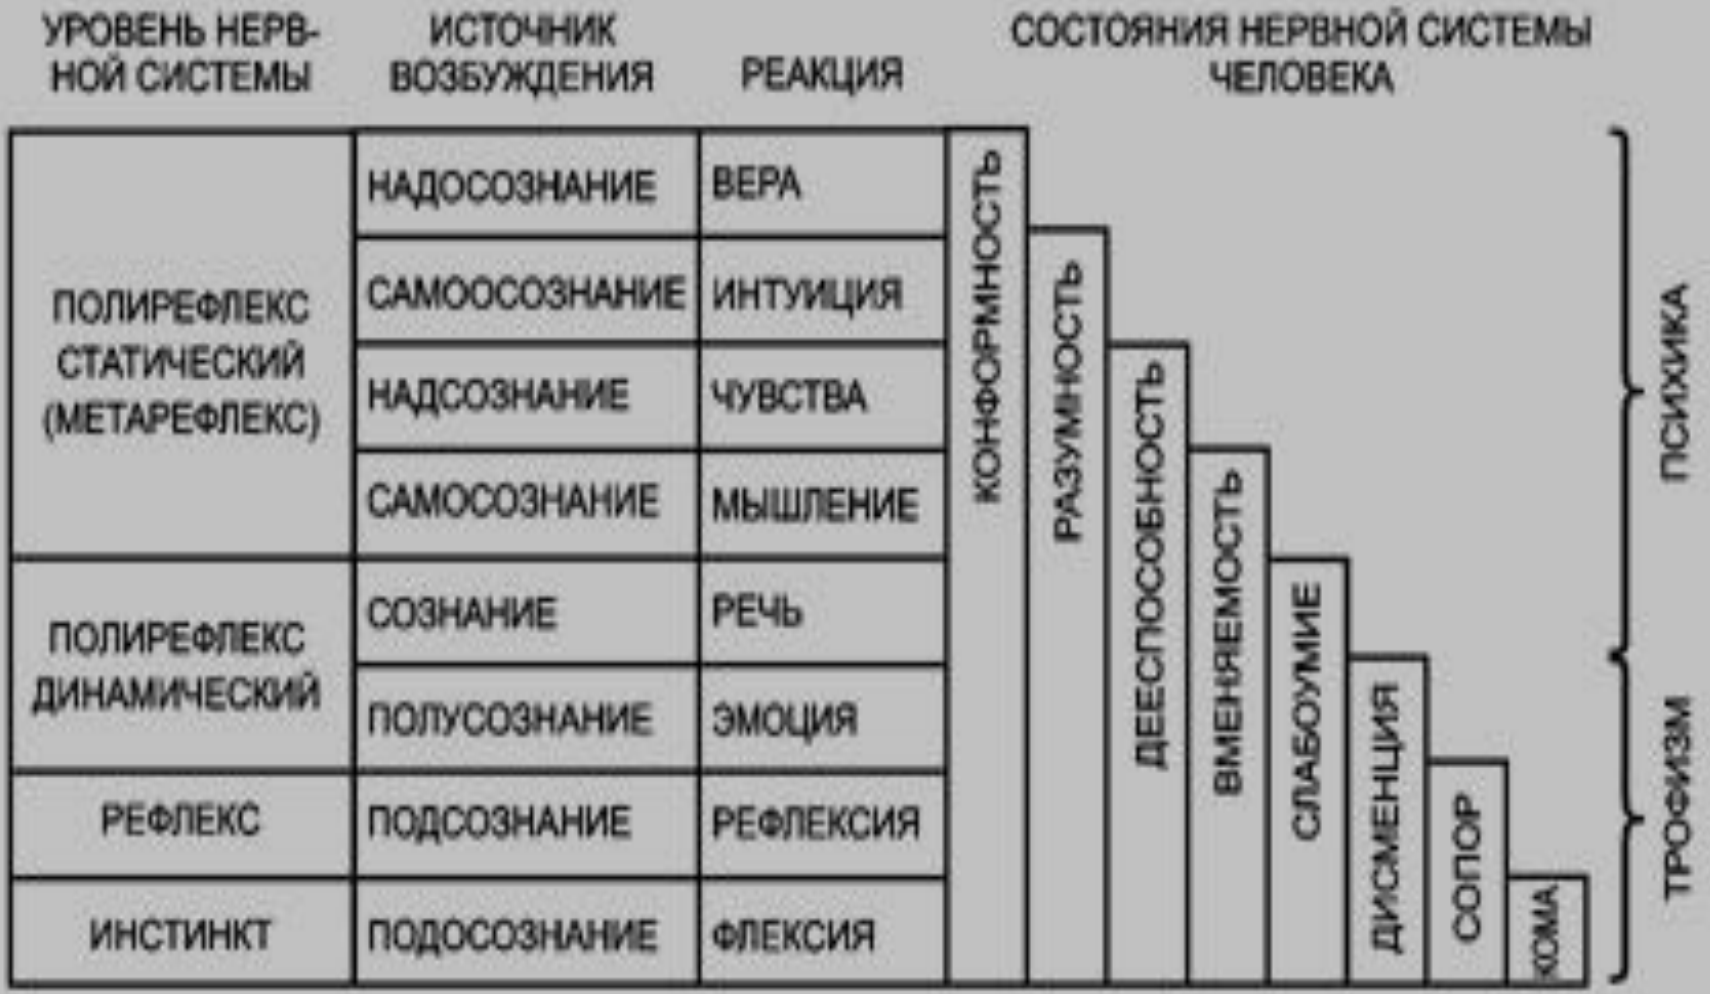 УРОВЕНЬ НЕРВ-
НОЙ СИСТЕМЫ
ИСТОЧНИК
ВОЗБУЖДЕНИЯ
РЕАКЦИЯ
СОСТОЯНИЯ НЕРВНОЙ СИСТЕМЫ
ЧЕЛОВЕКА
ПОЛИРЕФЛЕКС
СТАТИЧЕСКИЙ
(МЕТАРЕФЛЕКС)
НАДОСОЗНАНИЕ
ВЕРА
САМООСОЗНАНИЕ
ИНТУИЦИЯ
НАДСОЗНАНИЕ
ЧУВСТВА
САМОСОЗНАНИЕ
МЫШЛЕНИЕ
ПОЛИРЕФЛЕКС
ДИНАМИЧЕСКИЙ
СОЗНАНИЕ
РЕЧЬ
ПОЛУСОЗНАНИЕ
ЭМОЦИЯ
РЕФЛЕКС
ПОДСОЗНАНИЕ
РЕФЛЕКСИЯ
ИНСТИНКТ
ПОДОСОЗНАНИЕ
ФЛЕКСИЯ
КОНФОРМНОСТЬ
РАЗУМНОСТЬ
ДЕЕСПОСОБНОСТЬ
ВМЕНЯЕМОСТЬ
СЛАБОУМИЕ
ДИСМЕНЦИЯ
СОПОР
КОМА
ПСИХИКА
ТРОФИЗМ